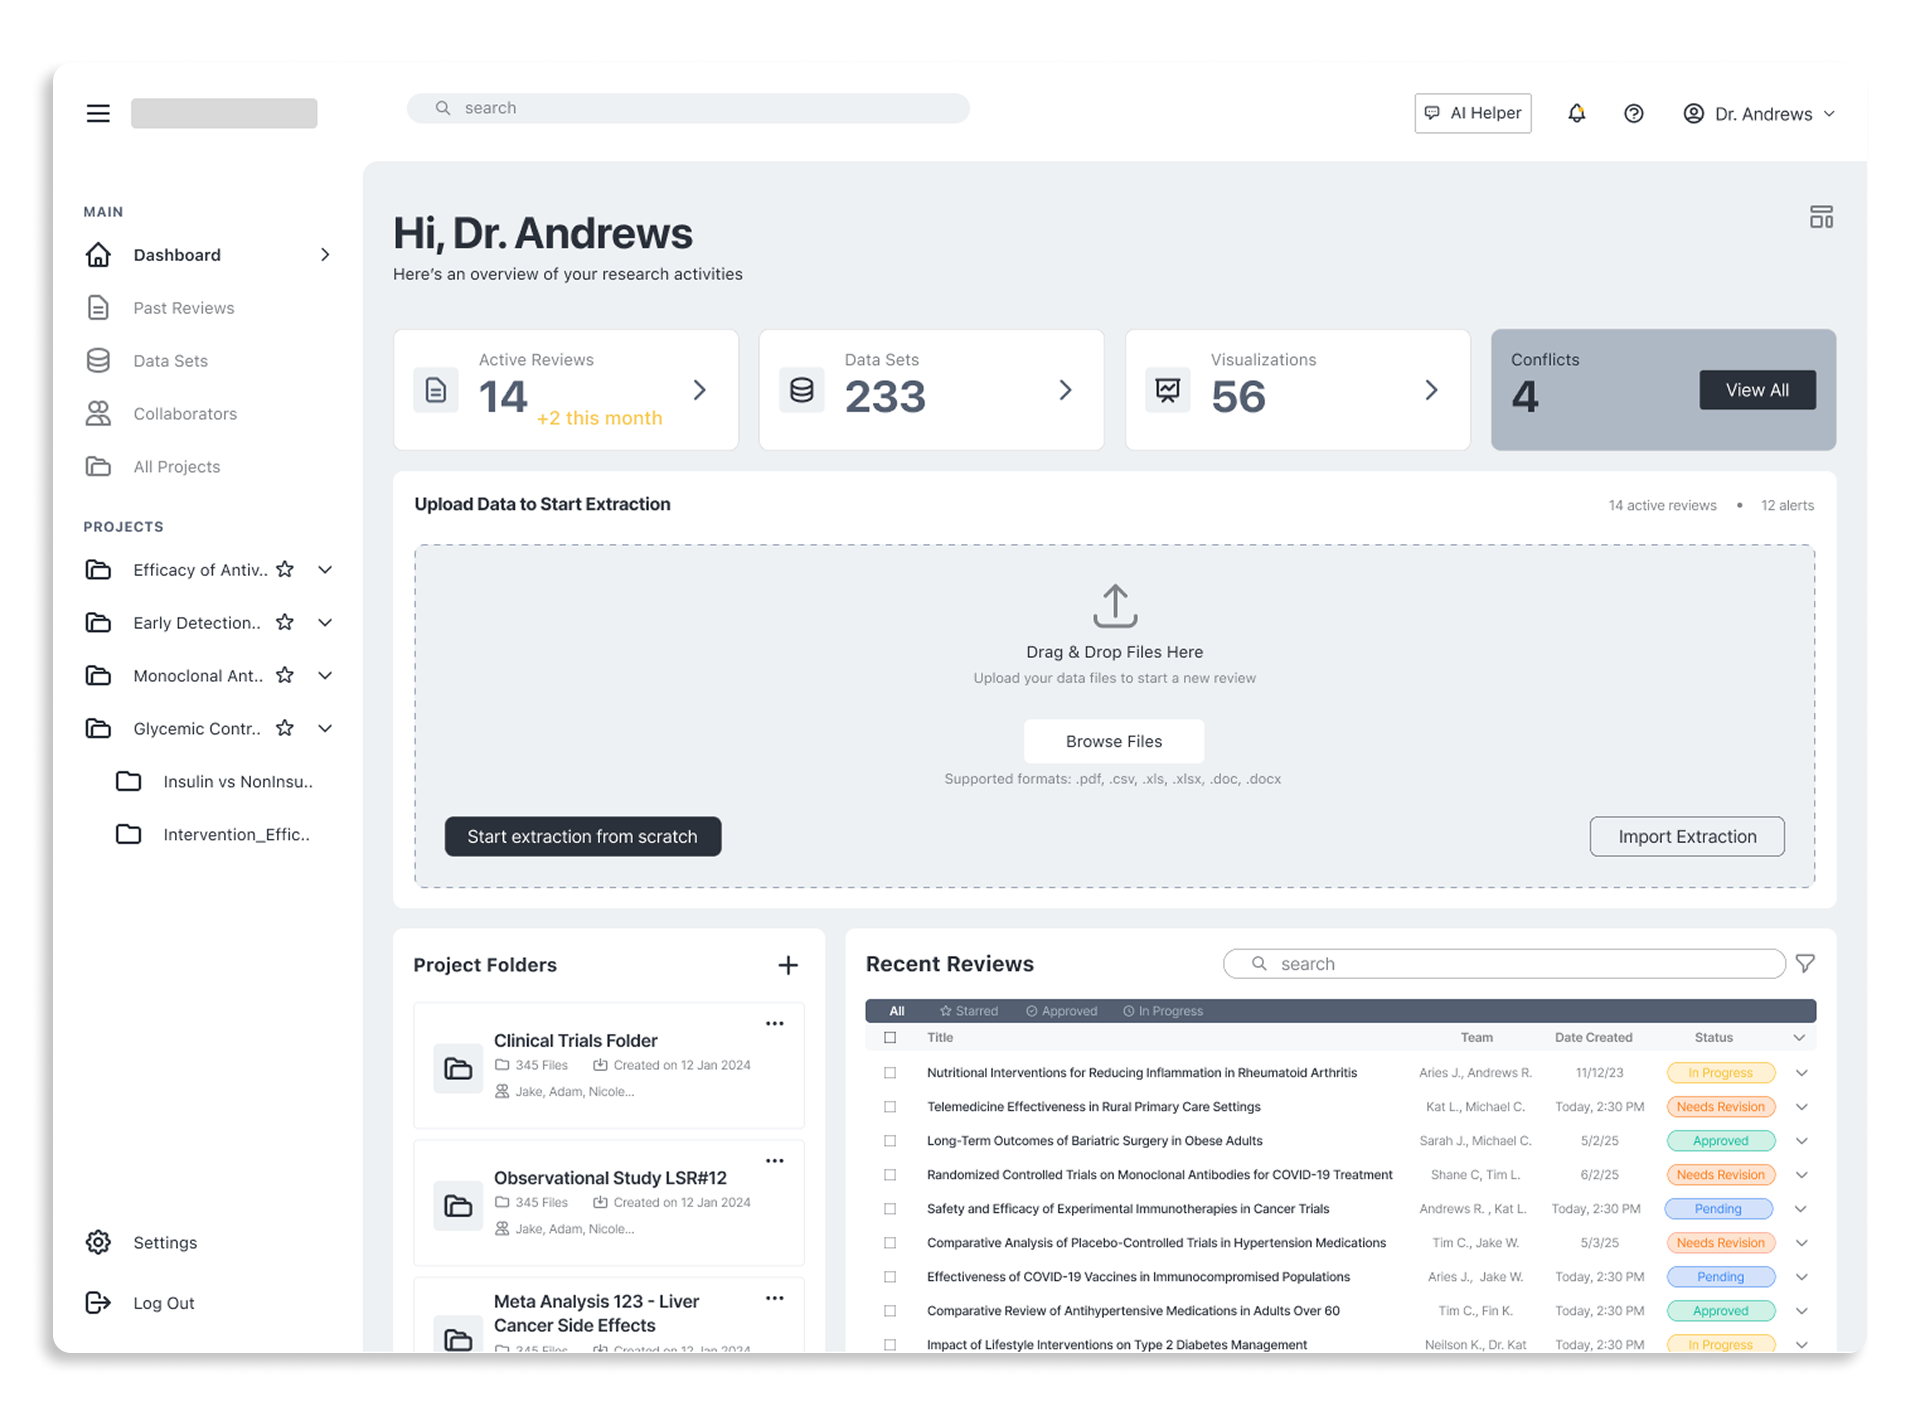 search
AI Helper
Dr. Andrews
MAIN
Dashboard
Past Reviews
Data Sets
Collaborators
All Projects
PROJECTS
Efficacy of Antiv..
Early Detection..
Monoclonal Ant..
Glycemic Contr..
Insulin vs NonInsu..
Intervention_Effic..
Settings
Log Out
Hi, Dr. Andrews
Here's an overview of your research activities
Active Reviews
14
+2 this month
Data Sets
233
Visualizations
56
Conflicts
4
View All
Upload Data to Start Extraction
14 active reviews • 12 alerts
Drag & Drop Files Here
Upload your data files to start a new review
Browse Files
Supported formats: .pdf, .csv, .xls, .xlsx, .doc, .docx
Start extraction from scratch
Import Extraction
Project Folders
Clinical Trials Folder
345 Files Created on 12 Jan 2024
Jake, Adam, Nicole...
Observational Study LSR#12
345 Files Created on 12 Jan 2024
Jake, Adam, Nicole...
Meta Analysis 123 - Liver
Cancer Side Effects
345 Files Created on 12 Jan 2024
Recent Reviews
search
All Starred Approved In Progress
Title Team Date Created Status
Nutritional Interventions for Reducing Inflammation in Rheumatoid Arthritis Aries J., Andrews R. 11/12/23 In Progress
Telemedicine Effectiveness in Rural Primary Care Settings Kat L., Michael C. Today, 2:30 PM Needs Revision
Long-Term Outcomes of Bariatric Surgery in Obese Adults Sarah J., Michael C. 5/2/25 Approved
Randomized Controlled Trials on Monoclonal Antibodies for COVID-19 Treatment Shane C, Tim L. 6/2/25 Needs Revision
Safety and Efficacy of Experimental Immunotherapies in Cancer Trials Andrews R. , Kat L. Today, 2:30 PM Pending
Comparative Analysis of Placebo-Controlled Trials in Hypertension Medications Tim C., Jake W. 5/3/25 Needs Revision
Effectiveness of COVID-19 Vaccines in Immunocompromised Populations Aries J., Jake W. Today, 2:30 PM Pending
Comparative Review of Antihypertensive Medications in Adults Over 60 Tim C., Fin K. Today, 2:30 PM Approved
Impact of Lifestyle Interventions on Type 2 Diabetes Management Neilson K., Dr. Kat Today, 2:30 PM In Progress